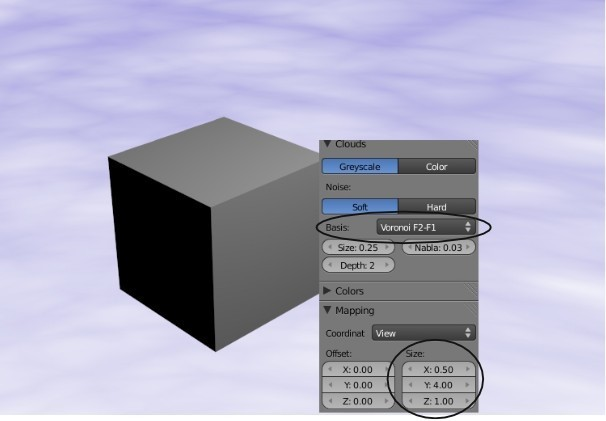 Clouds
Greyscale Color
Noise:
Soft Hard
Basis: Voronoi F2-F1
Size: 0.25 Nabla: 0.03
Depth: 2
Colors
Mapping
Coordinat View
Offset: Size:
X: 0.00 X: 0.50
Y: 0.00 Y: 4.00
Z: 0.00 Z: 1.00